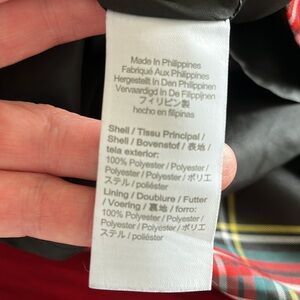 Made In Philippines
Fabriqué Aux Philippines
Hergestellt In Den Philippinen
Vervaardigd In De Filippijnen
フィリピン製
hecho en filipinas
Shell / Tissu Principal /
Shell / Bovenstof / 表地 /
tela exterior:
100% Polyester / Polyester /
Polyester / Polyester / ポリエ
ステル / poliéster
Lining / Doublure / Futter
/ Voering / 裏地 / forro:
100% Polyester / Polyester /
Polyester / Polyester / ポリエ
ステル / poliéster